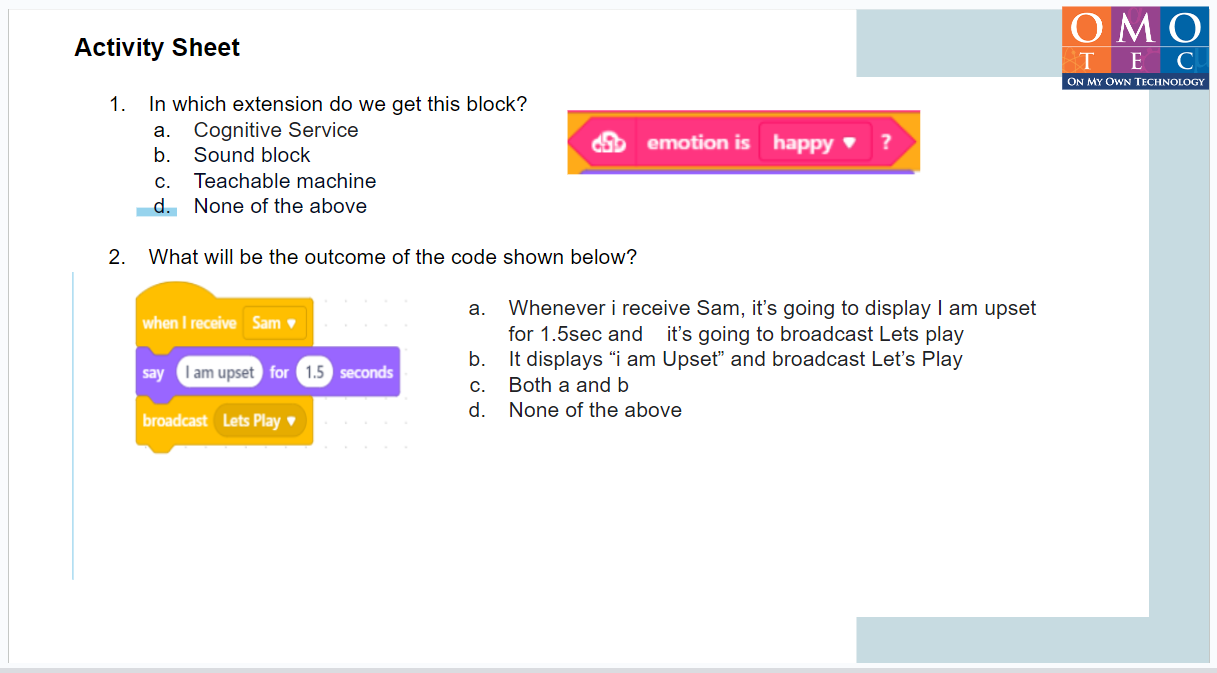 Activity Sheet
O M O
T E C
ON MY OWN TECHNOLOGY
1. In which extension do we get this block?
a. Cognitive Service
b. Sound block
c. Teachable machine
d. None of the above
emotion is happy ?
2. What will be the outcome of the code shown below?
when I receive Sam
say I am upset for 1.5 seconds
broadcast Lets Play
a. Whenever i receive Sam, it’s going to display I am upset
for 1.5sec and it’s going to broadcast Lets play
b. It displays “i am Upset” and broadcast Let’s Play
c. Both a and b
d. None of the above